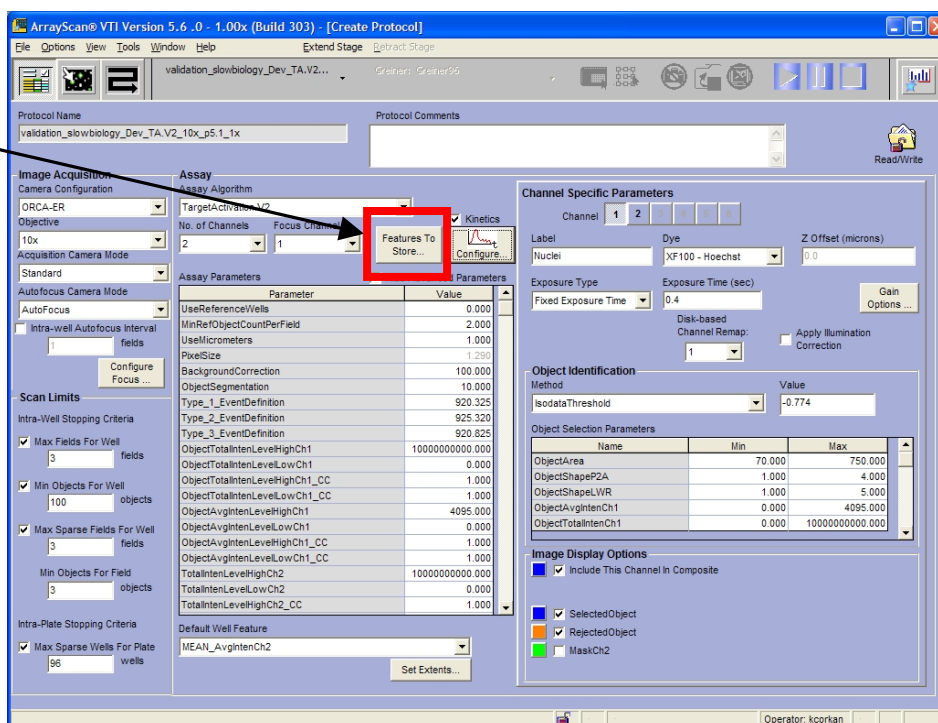 ArrayScan® VTI Version 5.6 .0 - 1.00x (Build 303) - [Create Protocol]
File Options View Tools Window Help Extend Stage Retract Stage
validation_slowbiology_Dev_TA.V2... Greiner: Greiner96
Protocol Name
validation_slowbiology_Dev_TA.V2_10x_p5.1_1x
Protocol Comments
Read/Write
Image Acquisition
Camera Configuration
ORCA-ER
Objective
10x
Acquisition Camera Mode
Standard
Autofocus Camera Mode
AutoFocus
Intra-well Autofocus Interval
1 fields
Configure
Focus ...
Scan Limits
Intra-Well Stopping Criteria
Max Fields For Well
3 fields
Min Objects For Well
100 objects
Max Sparse Fields For Well
3 fields
Min Objects For Field
3 objects
Intra-Plate Stopping Criteria
Max Sparse Wells For Plate
96 wells
Assay
Assay Algorithm
TargetActivation.V2
No. of Channels Focus Channel
2 1
Features To
Store...
Kinetics
Configure...
Assay Parameters Parameters
Parameter Value
UseReferenceWells 0.000
MinRefObjectCountPerField 2.000
UseMicrometers 1.000
PixelSize 1.290
BackgroundCorrection 100.000
ObjectSegmentation 10.000
Type_1_EventDefinition 920.325
Type_2_EventDefinition 925.320
Type_3_EventDefinition 920.825
ObjectTotalIntenLevelHighCh1 10000000000.000
ObjectTotalIntenLevelLowCh1 0.000
ObjectTotalIntenLevelHighCh1_CC 1.000
ObjectTotalIntenLevelLowCh1_CC 1.000
ObjectAvgIntenLevelHighCh1 4095.000
ObjectAvgIntenLevelLowCh1 0.000
ObjectAvgIntenLevelHighCh1_CC 1.000
ObjectAvgIntenLevelLowCh1_CC 1.000
TotalIntenLevelHighCh2 10000000000.000
TotalIntenLevelLowCh2 0.000
TotalIntenLevelHighCh2_CC 1.000
Default Well Feature
MEAN_AvgIntenCh2
Set Extents...
Channel Specific Parameters
Channel 1 2 3 4 5 6
Label Dye Z Offset (microns)
Nuclei XF100 - Hoechst 0.0
Exposure Type Exposure Time (sec)
Fixed Exposure Time 0.4
Gain
Options ...
Disk-based
Channel Remap:
1
Apply Illumination
Correction
Object Identification
Method Value
IsodataThreshold -0.774
Object Selection Parameters
Name Min Max
ObjectArea 70.000 750.000
ObjectShapeP2A 1.000 4.000
ObjectShapeLWR 1.000 5.000
ObjectAvgIntenCh1 0.000 4095.000
ObjectTotalIntenCh1 0.000 10000000000.000
Image Display Options
Include This Channel In Composite
SelectedObject
RejectedObject
MaskCh2
Operator: kcorkan